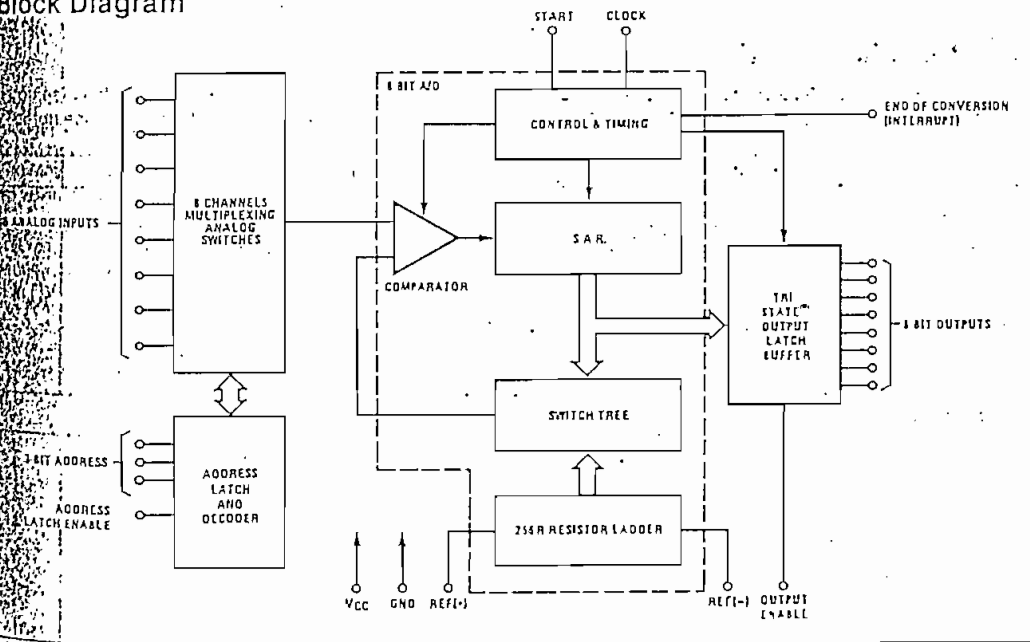 Block Diagram
START
CLOCK
8 BIT A/D
CONTROL & TIMING
END OF CONVERSION
(INTERRUPT)
8 CHANNELS
MULTIPLEXING
ANALOG
SWITCHES
8 ANALOG INPUTS
S.A.R.
COMPARATOR
TRI
STATE
OUTPUT
LATCH
BUFFER
8 BIT OUTPUTS
SWITCH TREE
3 BIT ADDRESS
ADDRESS
LATCH ENABLE
ADDRESS
LATCH
AND
DECODER
256R RESISTOR LADDER
VCC
GND
REF(+)
REF(-)
OUTPUT
ENABLE